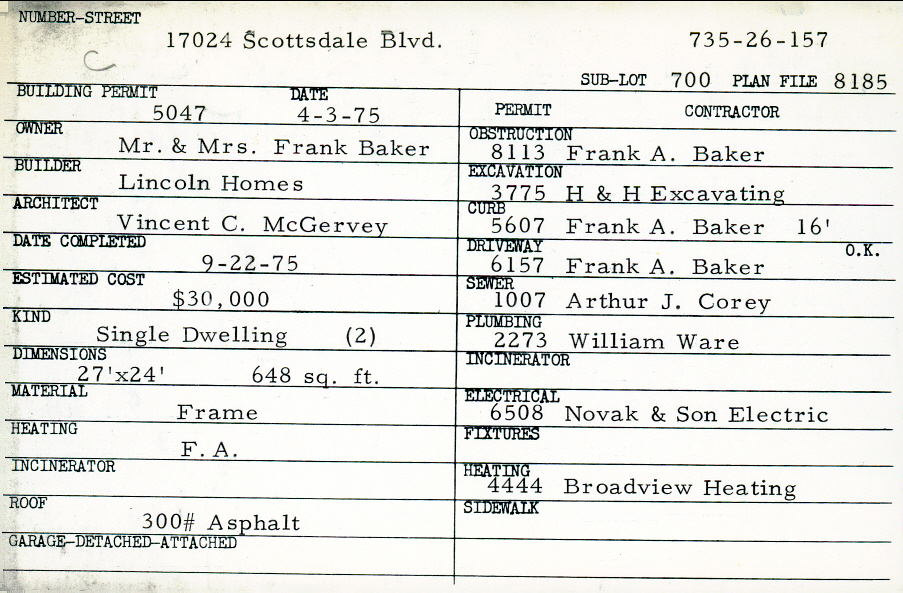 NUMBER-STREET
17024 Scottsdale Blvd. 735-26-157
C
SUB-LOT 700 PLAN FILE 8185
BUILDING PERMIT DATE
5047 4-3-75
OWNER
Mr. & Mrs. Frank Baker
BUILDER
Lincoln Homes
ARCHITECT
Vincent C. McGervey
DATE COMPLETED
9-22-75
ESTIMATED COST
$30,000
KIND
Single Dwelling (2)
DIMENSIONS
27'x24' 648 sq. ft.
MATERIAL
Frame
HEATING
F. A.
INCINERATOR
ROOF
300# Asphalt
GARAGE-DETACHED-ATTACHED
PERMIT CONTRACTOR
OBSTRUCTION
8113 Frank A. Baker
EXCAVATION
3775 H & H Excavating
CURB
5607 Frank A. Baker 16'
DRIVEWAY O.K.
6157 Frank A. Baker
SEWER
1007 Arthur J. Corey
PLUMBING
2273 William Ware
INCINERATOR
ELECTRICAL
6508 Novak & Son Electric
FIXTURES
HEATING
4444 Broadview Heating
SIDEWALK